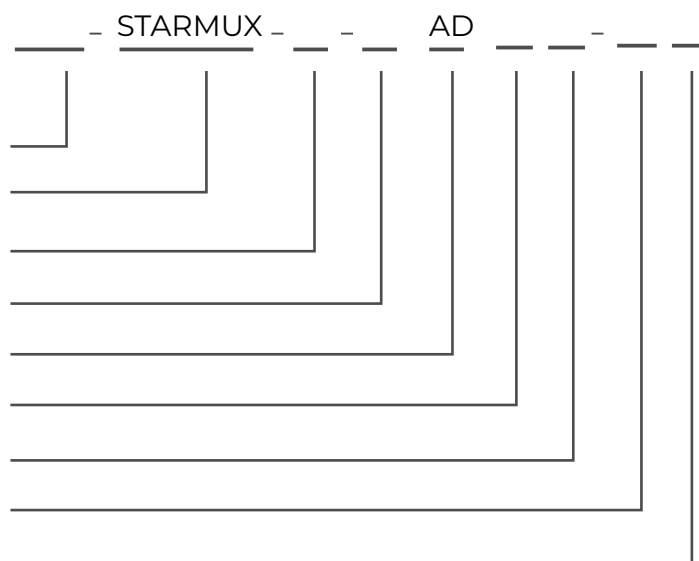 – STARMUX – – AD –